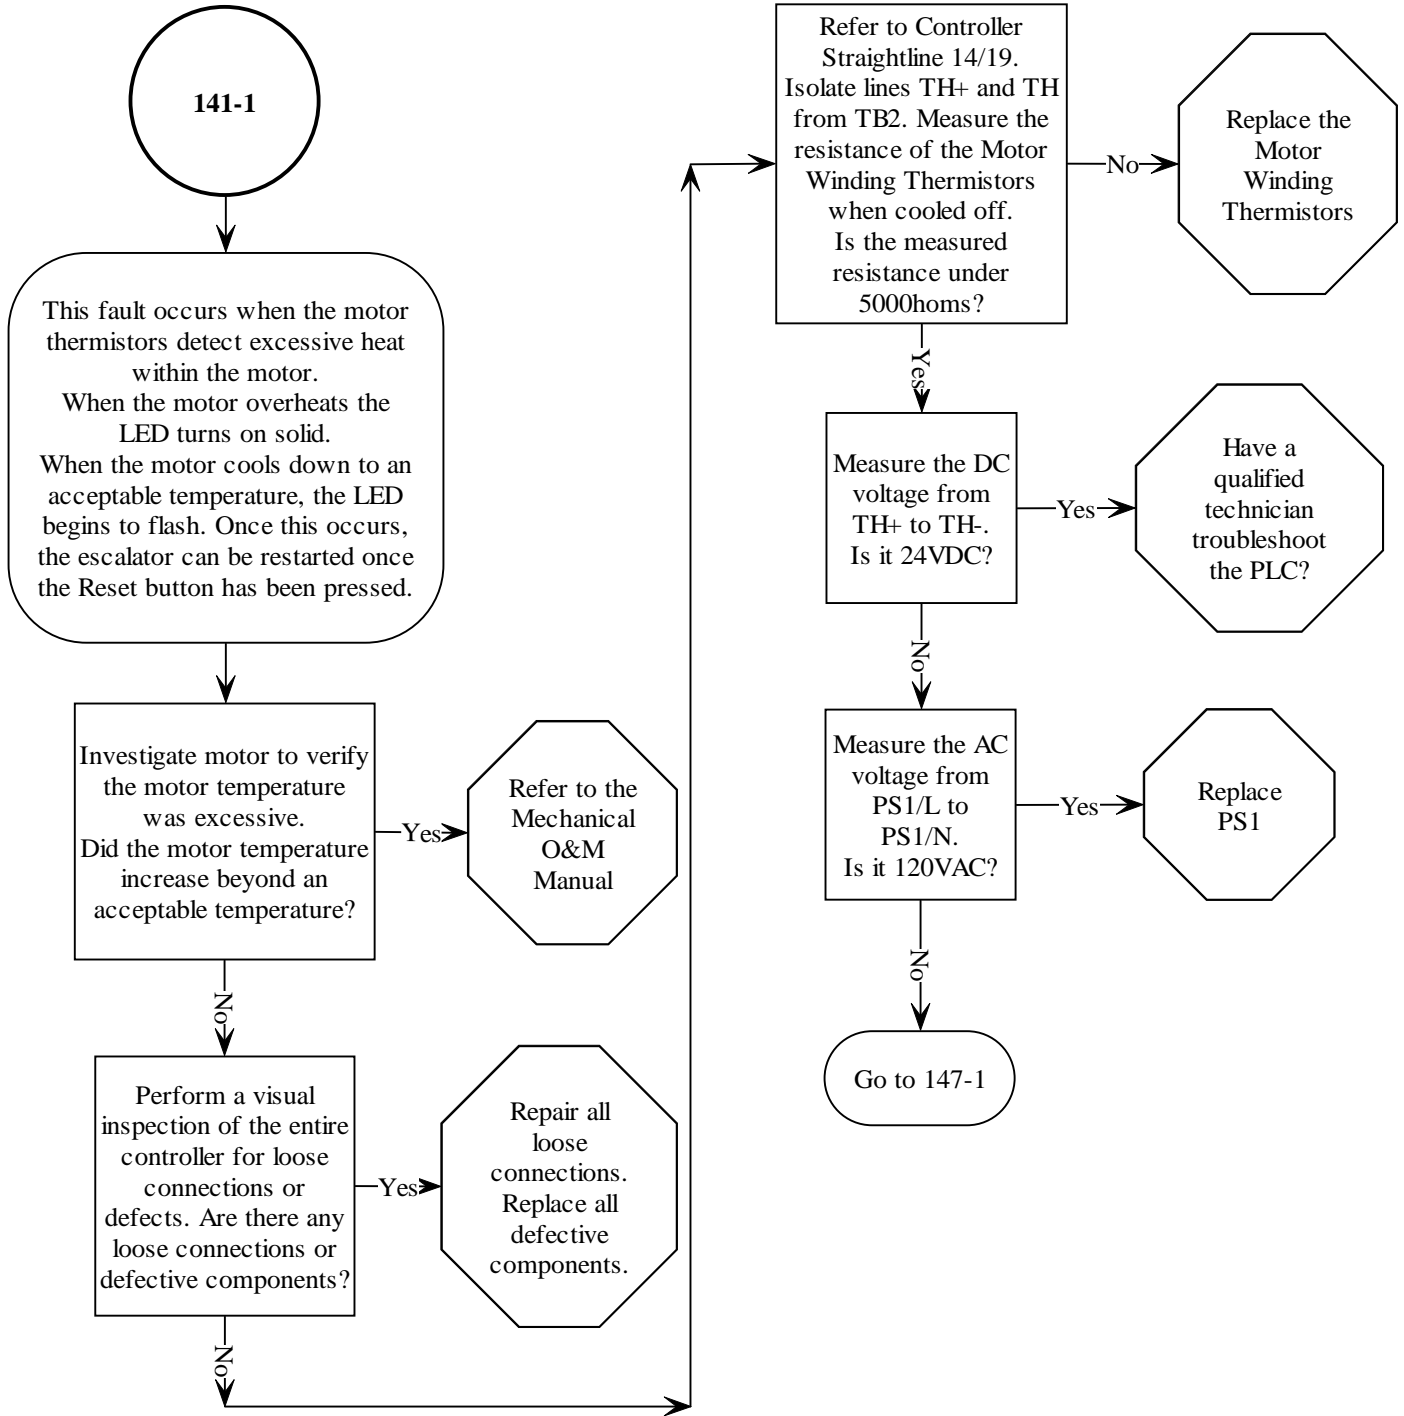 141-1
This fault occurs when the motor
thermistors detect excessive heat
within the motor.
When the motor overheats the
LED turns on solid.
When the motor cools down to an
acceptable temperature, the LED
begins to flash. Once this occurs,
the escalator can be restarted once
the Reset button has been pressed.
Investigate motor to verify
the motor temperature
was excessive.
Did the motor temperature
increase beyond an
acceptable temperature?
Yes
Refer to the
Mechanical
O&M
Manual
No
Perform a visual
inspection of the entire
controller for loose
connections or
defects. Are there any
loose connections or
defective components?
Yes
Repair all
loose
connections.
Replace all
defective
components.
No
Refer to Controller
Straightline 14/19.
Isolate lines TH+ and TH
from TB2. Measure the
resistance of the Motor
Winding Thermistors
when cooled off.
Is the measured
resistance under
5000homs?
No
Replace the
Motor
Winding
Thermistors
Yes
Measure the DC
voltage from
TH+ to TH-.
Is it 24VDC?
Yes
Have a
qualified
technician
troubleshoot
the PLC?
No
Measure the AC
voltage from
PS1/L to
PS1/N.
Is it 120VAC?
Yes
Replace
PS1
No
Go to 147-1